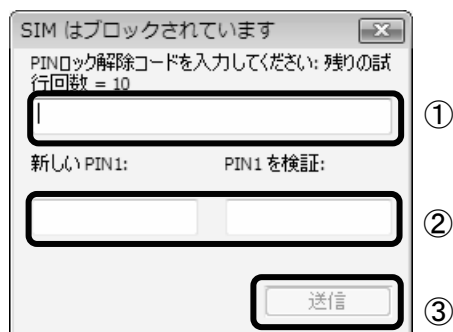 SIM はブロックされています
PINロック解除コードを入力してください: 残りの試
行回数 = 10
①
新しい PIN1: PIN1 を検証:
②
送信
③